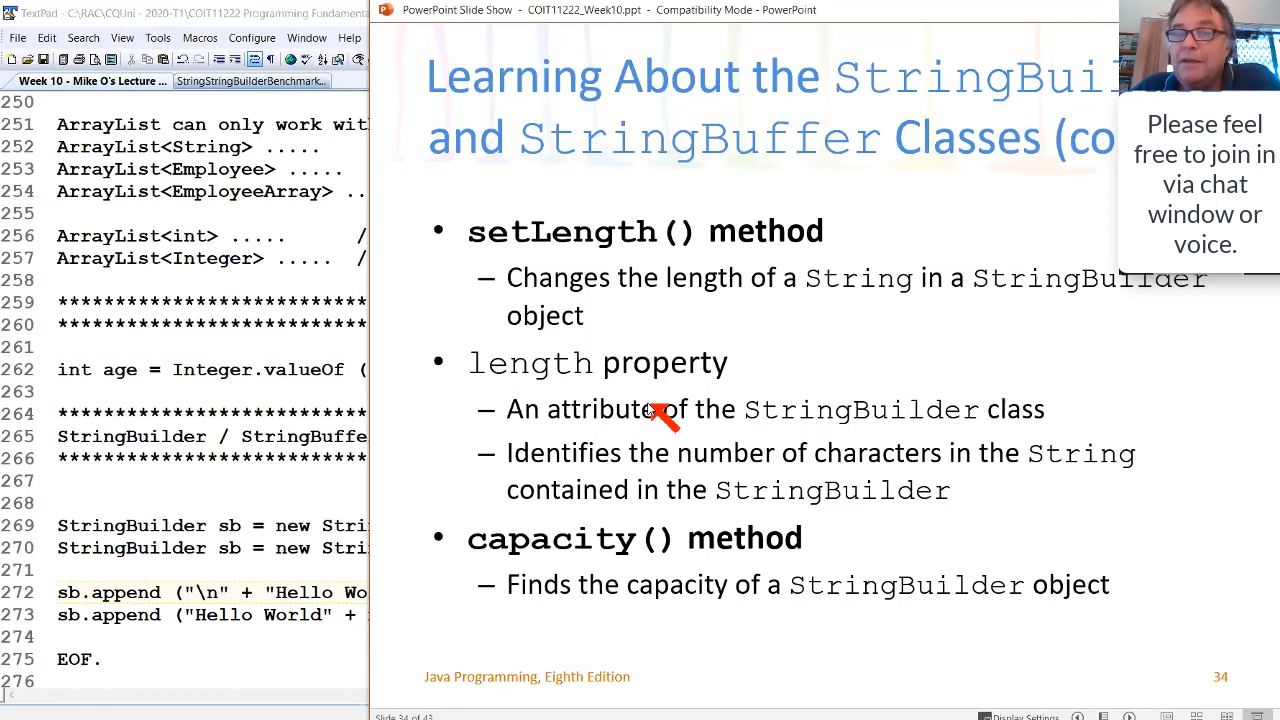 TextPad - C:\RAC\CQUni - 2020-T1\COIT11222 Programming Fundamenta
File Edit Search View Tools Macros Configure Window Help
Week 10 - Mike O's Lecture ...
StringStringBuilderBenchmark...
250
251 ArrayList can only work wit
252 ArrayList<String> .....
253 ArrayList<Employee> .....
254 ArrayList<EmployeeArray> ..
255
256 ArrayList<int> ..... /
257 ArrayList<Integer> ..... /
258
259 ****************************
260 ****************************
261
262 int age = Integer.valueOf (
263
264 ****************************
265 StringBuilder / StringBuffe
266 ****************************
267
268
269 StringBuilder sb = new Stri
270 StringBuilder sb = new Stri
271
272 sb.append ("\n" + "Hello Wo
273 sb.append ("Hello World" +
274
275 EOF.
276
PowerPoint Slide Show - COIT11222_Week10.ppt - Compatibility Mode - PowerPoint
Learning About the StringBui
and StringBuffer Classes (co
• setLength() method
– Changes the length of a String in a StringBuilder
object
• length property
– An attribute of the StringBuilder class
– Identifies the number of characters in the String
contained in the StringBuilder
• capacity() method
– Finds the capacity of a StringBuilder object
Java Programming, Eighth Edition
34
Slide 34 of 43
Display Settings
Please feel
free to join in
via chat
window or
voice.